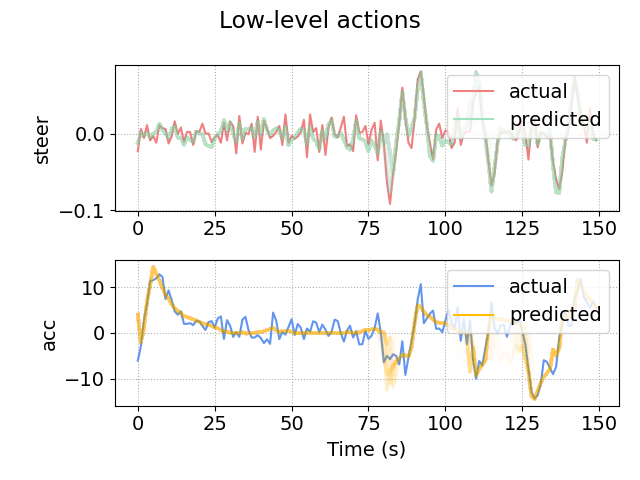 Low-level actions
steer
0.0
−0.1
actual
predicted
0 25 50 75 100 125 150
acc
10
0
−10
actual
predicted
0 25 50 75 100 125 150
Time (s)